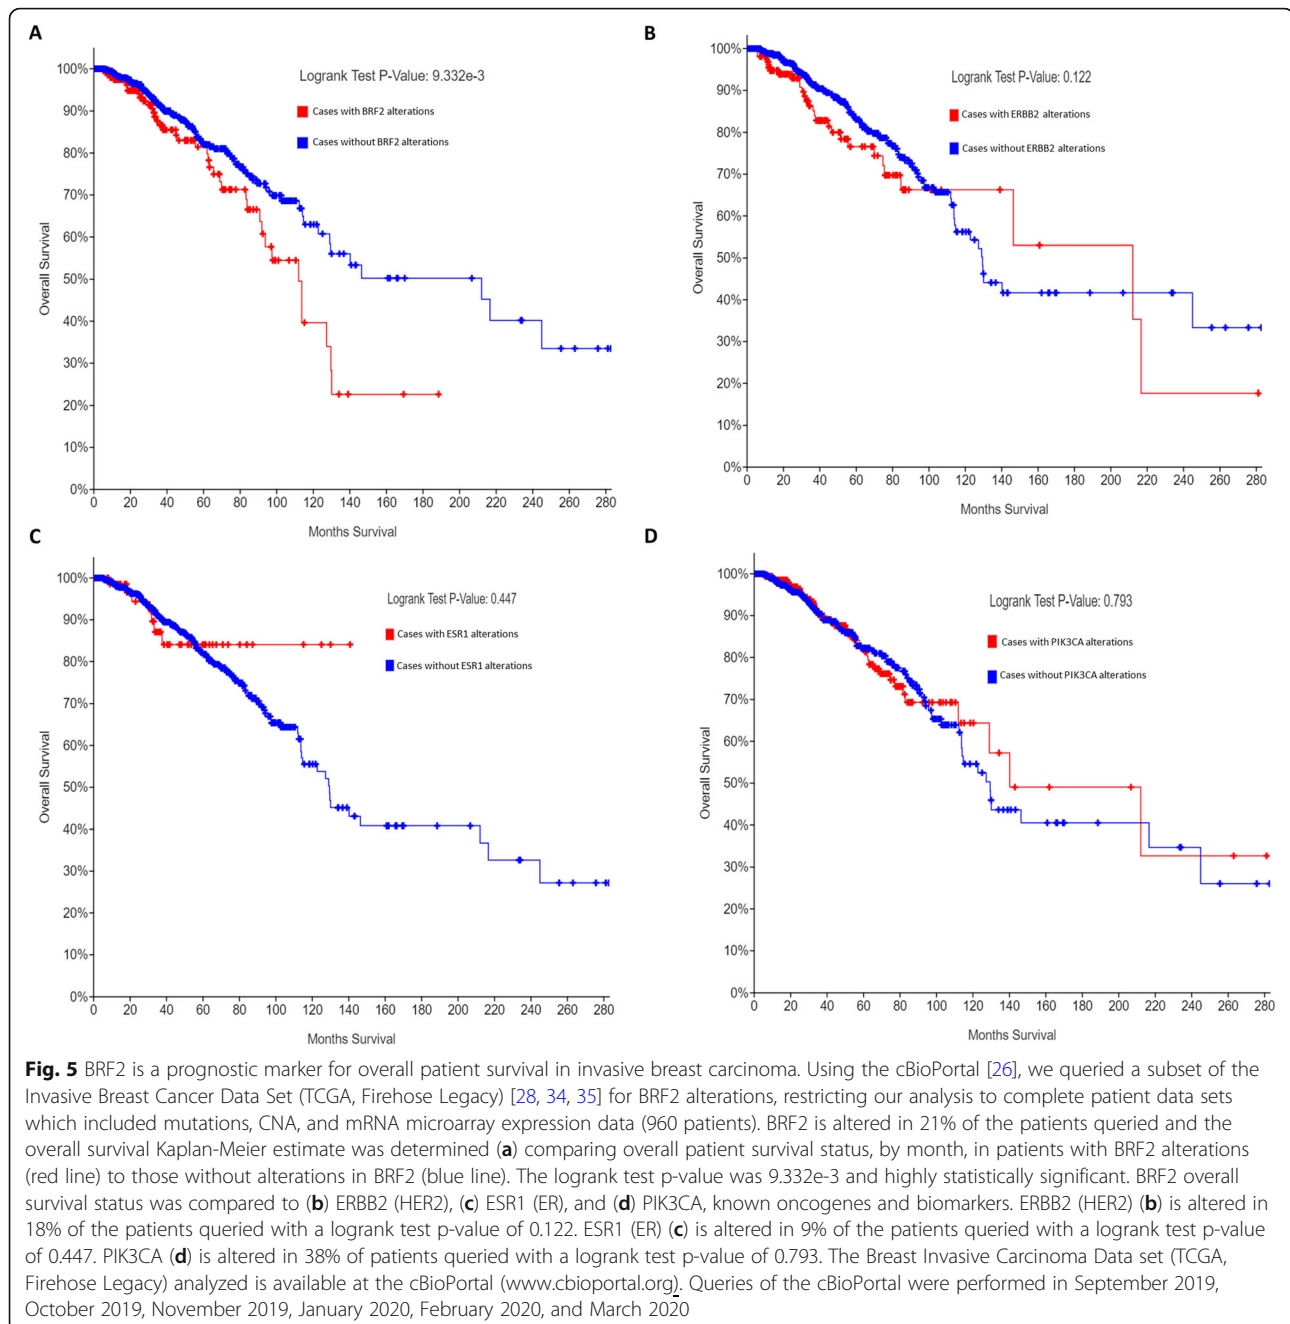 A
Logrank Test P-Value: 9.332e-3
Cases with BRF2 alterations
Cases without BRF2 alterations
100%
90%
80%
70%
60%
50%
40%
30%
20%
10%
0%
Overall Survival
0 20 40 60 80 100 120 140 160 180 200 220 240 260 280
Months Survival
B
Logrank Test P-Value: 0.122
Cases with ERBB2 alterations
Cases without ERBB2 alterations
100%
90%
80%
70%
60%
50%
40%
30%
20%
10%
0%
Overall Survival
0 20 40 60 80 100 120 140 160 180 200 220 240 260 280
Months Survival
C
Logrank Test P-Value: 0.447
Cases with ESR1 alterations
Cases without ESR1 alterations
100%
90%
80%
70%
60%
50%
40%
30%
20%
10%
0%
Overall Survival
0 20 40 60 80 100 120 140 160 180 200 220 240 260 280
Months Survival
D
Logrank Test P-Value: 0.793
Cases with PIK3CA alterations
Cases without PIK3CA alterations
100%
90%
80%
70%
60%
50%
40%
30%
20%
10%
0%
Overall Survival
0 20 40 60 80 100 120 140 160 180 200 220 240 260 280
Months Survival
Fig. 5 BRF2 is a prognostic marker for overall patient survival in invasive breast carcinoma. Using the cBioPortal [26], we queried a subset of the
Invasive Breast Cancer Data Set (TCGA, Firehose Legacy) [28, 34, 35] for BRF2 alterations, restricting our analysis to complete patient data sets
which included mutations, CNA, and mRNA microarray expression data (960 patients). BRF2 is altered in 21% of the patients queried and the
overall survival Kaplan-Meier estimate was determined (a) comparing overall patient survival status, by month, in patients with BRF2 alterations
(red line) to those without alterations in BRF2 (blue line). The logrank test p-value was 9.332e-3 and highly statistically significant. BRF2 overall
survival status was compared to (b) ERBB2 (HER2), (c) ESR1 (ER), and (d) PIK3CA, known oncogenes and biomarkers. ERBB2 (HER2) (b) is altered in
18% of the patients queried with a logrank test p-value of 0.122. ESR1 (ER) (c) is altered in 9% of the patients queried with a logrank test p-value
of 0.447. PIK3CA (d) is altered in 38% of patients queried with a logrank test p-value of 0.793. The Breast Invasive Carcinoma Data set (TCGA,
Firehose Legacy) analyzed is available at the cBioPortal (www.cbioportal.org). Queries of the cBioPortal were performed in September 2019,
October 2019, November 2019, January 2020, February 2020, and March 2020